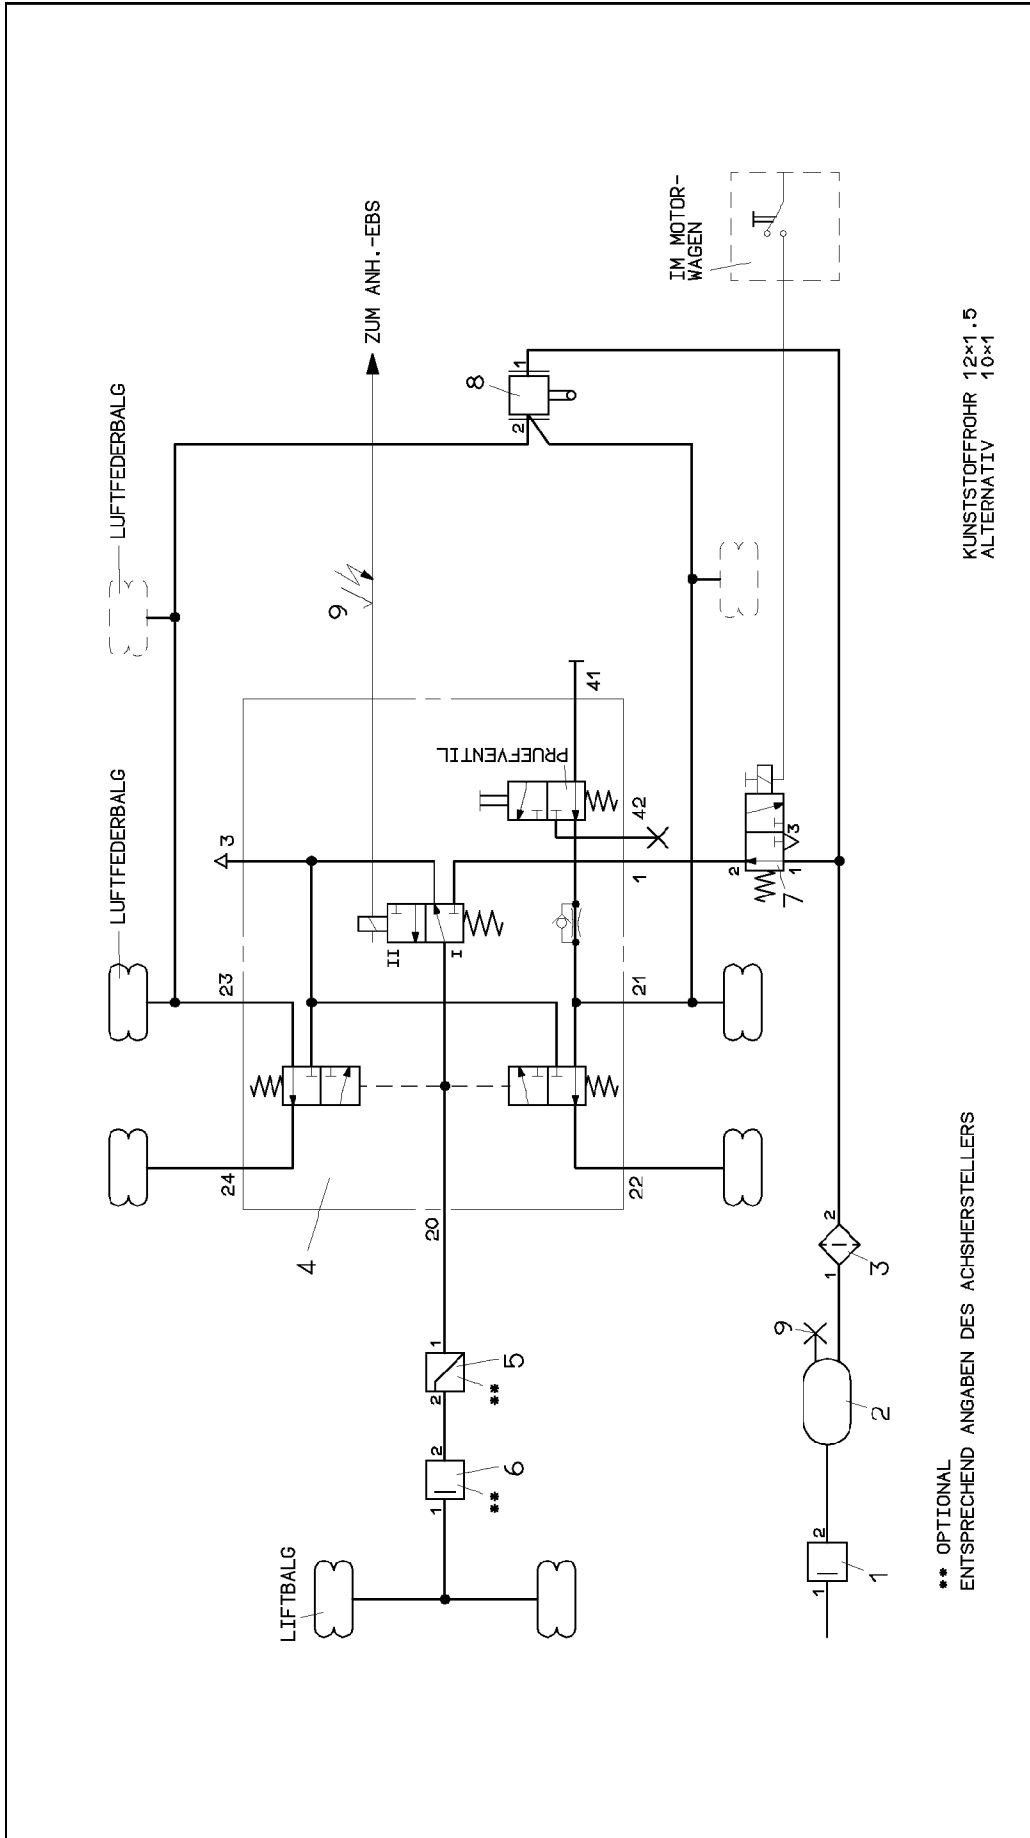 LUFTFEDERBALG
LUFTFEDERBALG
ZUM ANH.-EBS
IM MOTOR-
WAGEN
KUNSTSTOFFROHR 12×1.5
ALTERNATIV 10×1
PRUEFVENTIL
LIFTBALG
** OPTIONAL
ENTSPRECHEND ANGABEN DES ACHSHERSTELLERS
24
23
3
4
20
II
I
22
21
1
42
41
9
8
2
1
7
2
1
3
5
**
2
1
6
**
1
2
1
1
2
2
9
3
1
2